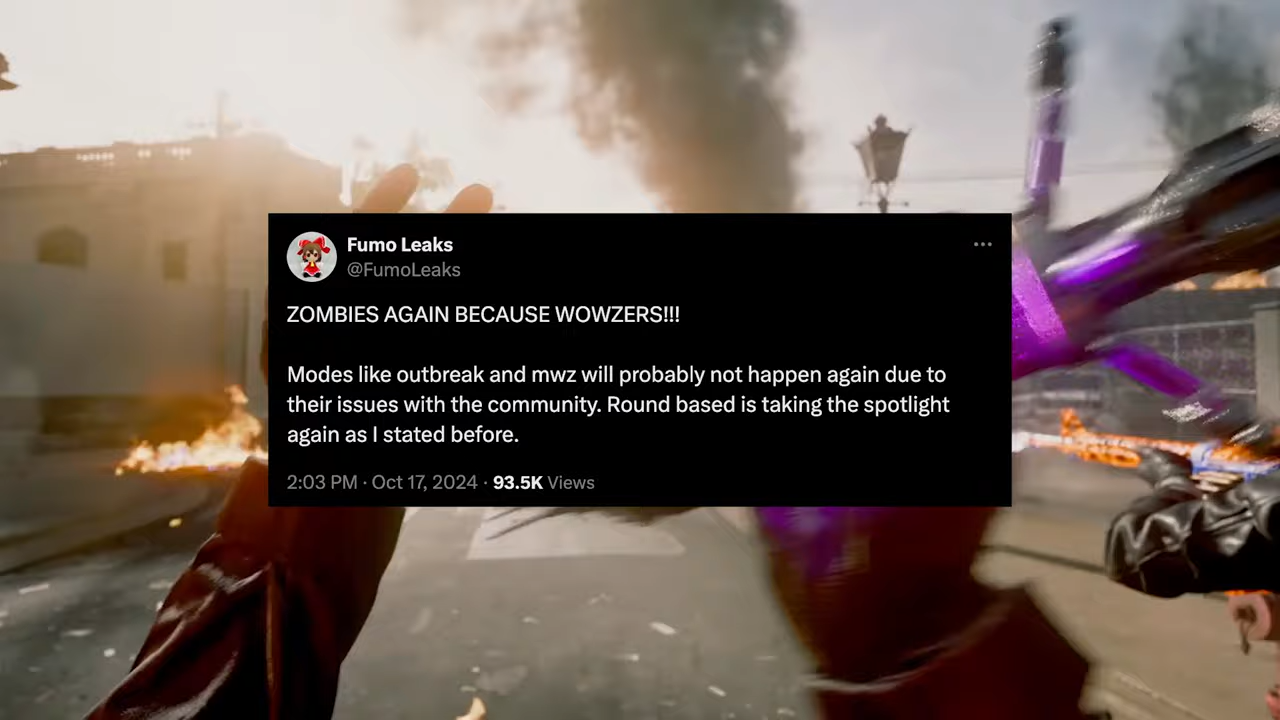 Fumo Leaks
@FumoLeaks
ZOMBIES AGAIN BECAUSE WOWZERS!!!
Modes like outbreak and mwz will probably not happen again due to
their issues with the community. Round based is taking the spotlight
again as I stated before.
2:03 PM · Oct 17, 2024 · 93.5K Views